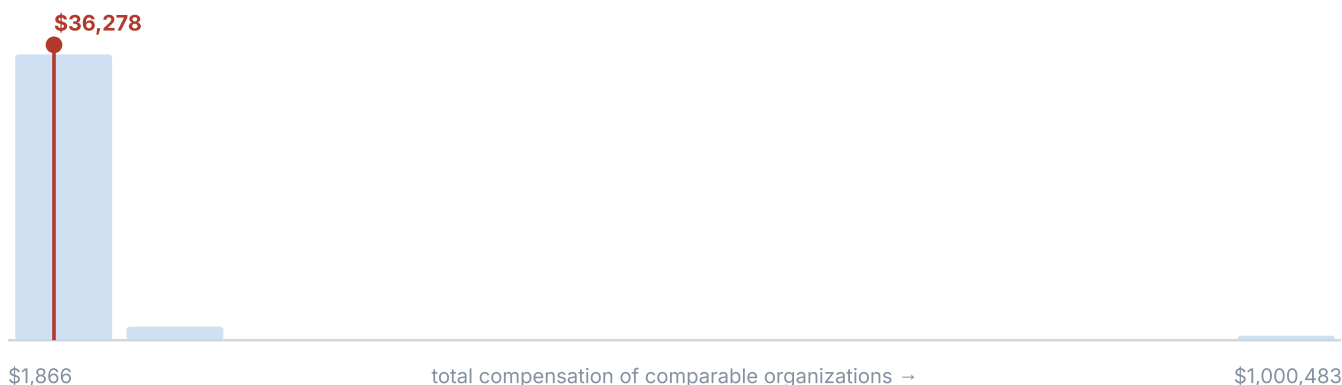 $36,278
$1,866
total compensation of comparable organizations →
$1,000,483